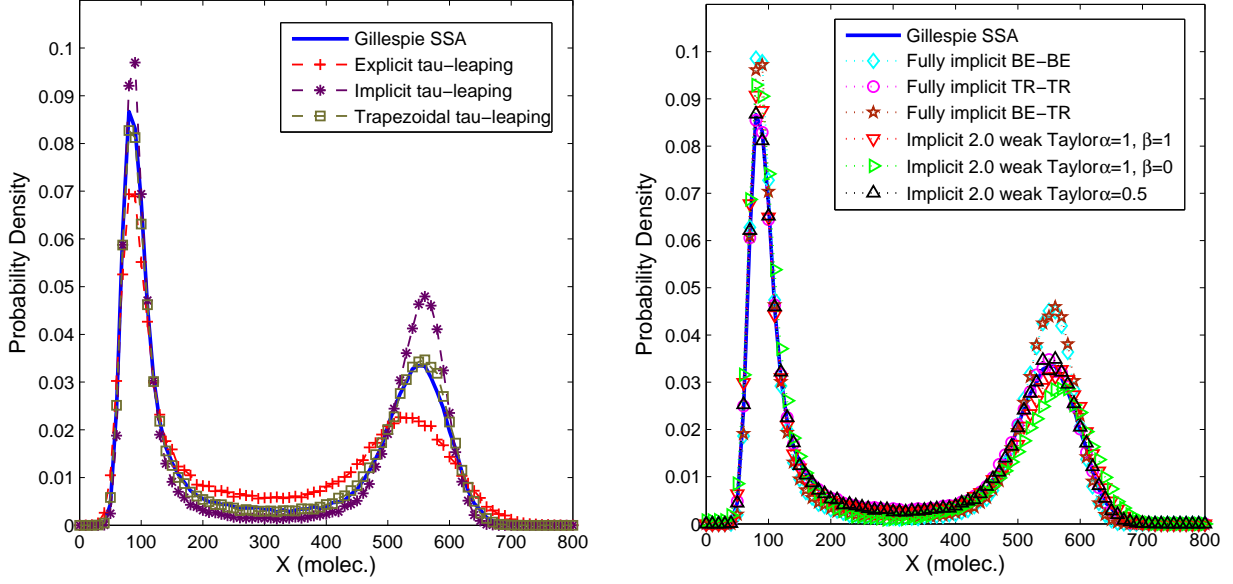 Gillespie SSA
Explicit tau−leaping
Implicit tau−leaping
Trapezoidal tau−leaping
0.1
0.09
0.08
0.07
0.06
0.05
0.04
0.03
0.02
0.01
0
0 100 200 300 400 500 600 700 800
X (molec.)
Probability Density
Gillespie SSA
Fully implicit BE−BE
Fully implicit TR−TR
Fully implicit BE−TR
Implicit 2.0 weak Taylorα=1, β=1
Implicit 2.0 weak Taylorα=1, β=0
Implicit 2.0 weak Taylorα=0.5
0.1
0.09
0.08
0.07
0.06
0.05
0.04
0.03
0.02
0.01
0
0 100 200 300 400 500 600 700 800
X (molec.)
Probability Density